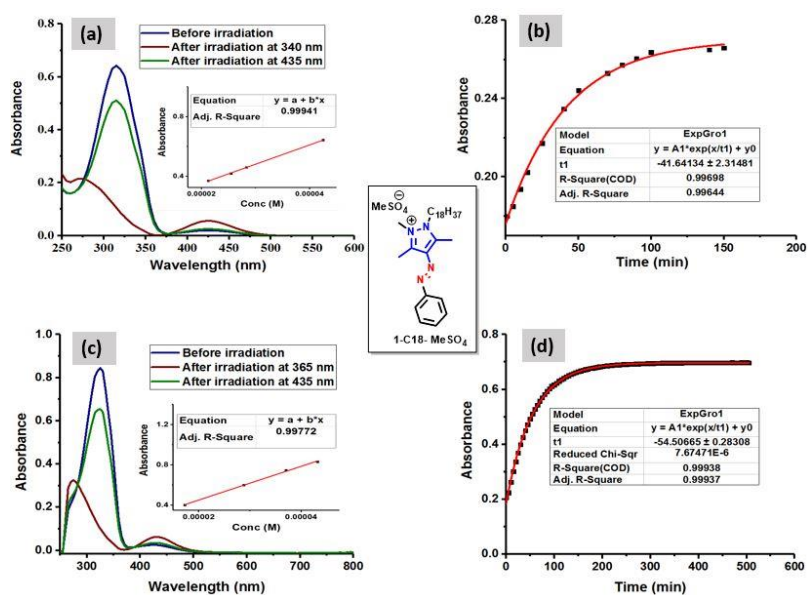 (a)
Before irradiation
After irradiation at 340 nm
After irradiation at 435 nm
Equation y = a + b*x
Adj. R-Square 0.99941
Absorbance
0.4
0.00002 0.00004
Conc (M)
Absorbance
0.8
0.6
0.4
0.2
0.0
250 300 350 400 450 500 550 600
Wavelength (nm)
(b)
Absorbance
0.28
0.24
0.20
Model ExpGro1
Equation y = A1*exp(x/t1) + y0
t1 -41.64134 ± 2.31481
R-Square(COD) 0.99698
Adj. R-Square 0.99644
0 50 100 150 200
Time (min)
MeSO4 ⊖
C18H37
N N
⊕
N
N
1-C18- MeSO4
(c)
Before irradiation
After irradiation at 365 nm
After irradiation at 435 nm
Equation y = a + b*x
Adj. R-Square 0.99772
Absorbance
0.8
0.4
0.00002 0.00004
Conc (M)
Absorbance
1.0
0.8
0.6
0.4
0.2
0.0
300 400 500 600 700 800
Wavelength (nm)
(d)
Absorbance
0.8
0.6
0.4
0.2
0.0
Model ExpGro1
Equation y = A1*exp(x/t1) + y0
t1 -54.50665 ± 0.28308
Reduced Chi-Sqr 7.67471E-6
R-Square(COD) 0.99938
Adj. R-Square 0.99937
0 100 200 300 400 500 600
Time (min)